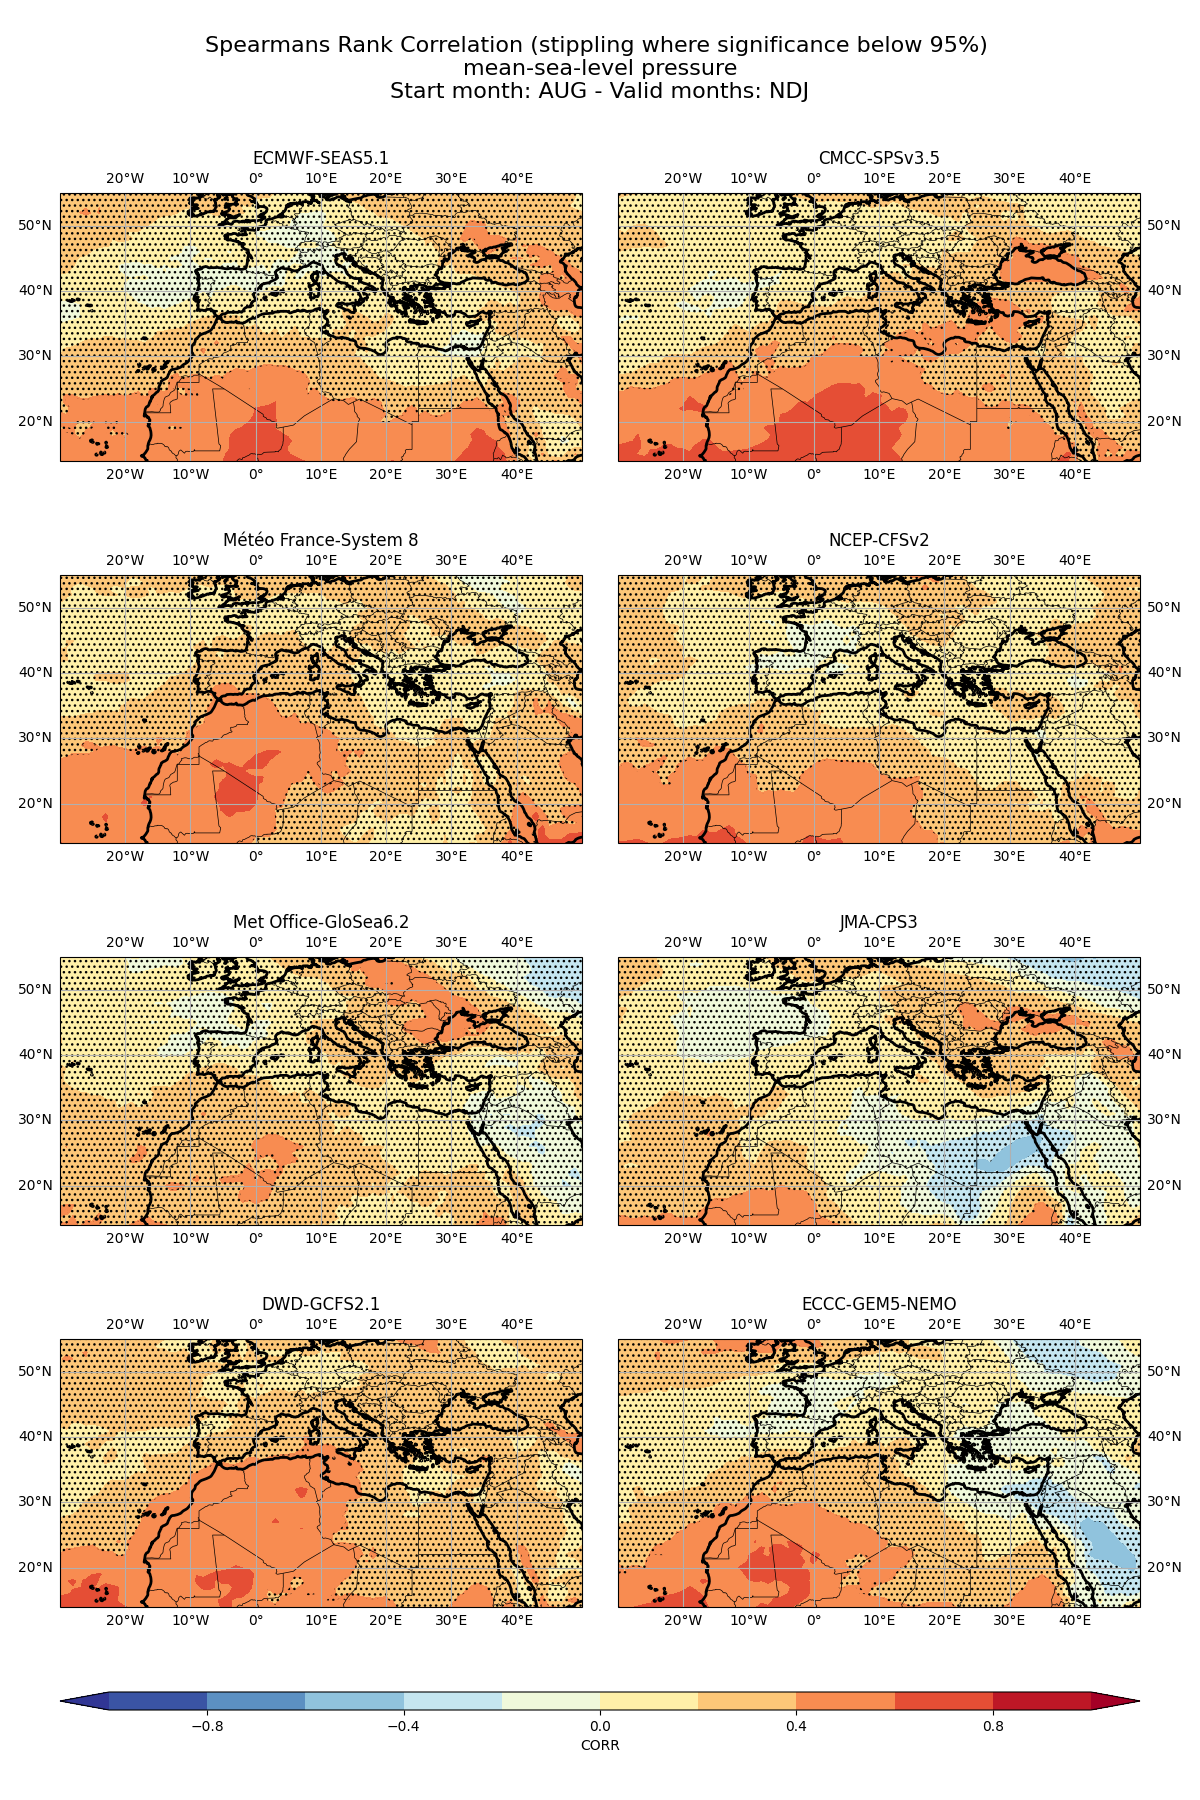 Spearmans Rank Correlation (stippling where significance below 95%)
mean-sea-level pressure
Start month: AUG - Valid months: NDJ
ECMWF-SEAS5.1 CMCC-SPSv3.5
20°W 10°W 0° 10°E 20°E 30°E 40°E 20°W 10°W 0° 10°E 20°E 30°E 40°E
50°N 50°N
40°N 40°N
30°N 30°N
20°N 20°N
20°W 10°W 0° 10°E 20°E 30°E 40°E 20°W 10°W 0° 10°E 20°E 30°E 40°E
Météo France-System 8 NCEP-CFSv2
20°W 10°W 0° 10°E 20°E 30°E 40°E 20°W 10°W 0° 10°E 20°E 30°E 40°E
50°N 50°N
40°N 40°N
30°N 30°N
20°N 20°N
20°W 10°W 0° 10°E 20°E 30°E 40°E 20°W 10°W 0° 10°E 20°E 30°E 40°E
Met Office-GloSea6.2 JMA-CPS3
20°W 10°W 0° 10°E 20°E 30°E 40°E 20°W 10°W 0° 10°E 20°E 30°E 40°E
50°N 50°N
40°N 40°N
30°N 30°N
20°N 20°N
20°W 10°W 0° 10°E 20°E 30°E 40°E 20°W 10°W 0° 10°E 20°E 30°E 40°E
DWD-GCFS2.1 ECCC-GEM5-NEMO
20°W 10°W 0° 10°E 20°E 30°E 40°E 20°W 10°W 0° 10°E 20°E 30°E 40°E
50°N 50°N
40°N 40°N
30°N 30°N
20°N 20°N
20°W 10°W 0° 10°E 20°E 30°E 40°E 20°W 10°W 0° 10°E 20°E 30°E 40°E
−0.8 −0.4 0.0 0.4 0.8
CORR